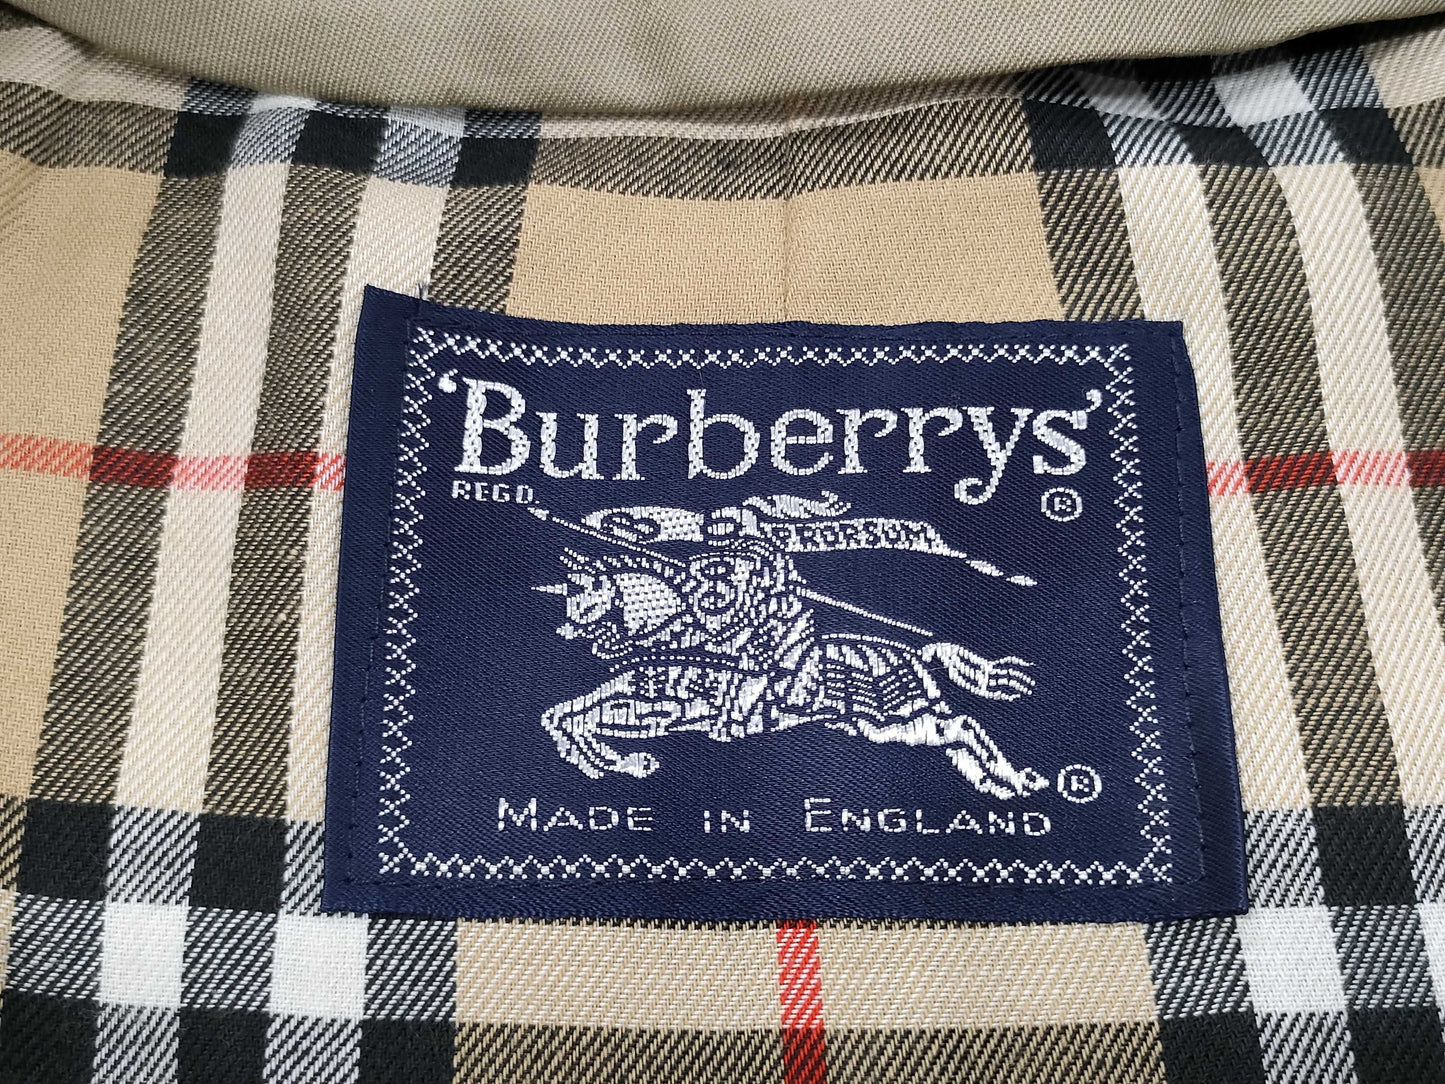 'Burberrys'
REGD. ®
PRORSUM
®
MADE IN ENGLAND